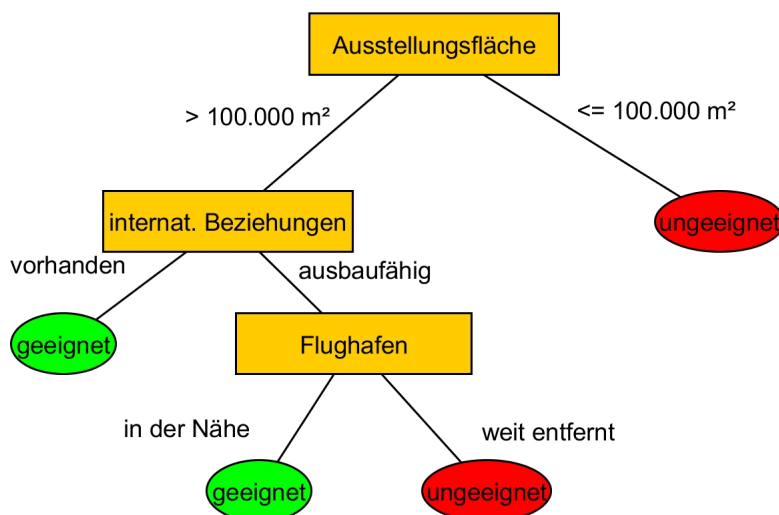 Ausstellungsfläche
> 100.000 m²
<= 100.000 m²
internat. Beziehungen
ungeeignet
vorhanden
ausbaufähig
geeignet
Flughafen
in der Nähe
weit entfernt
geeignet
ungeeignet